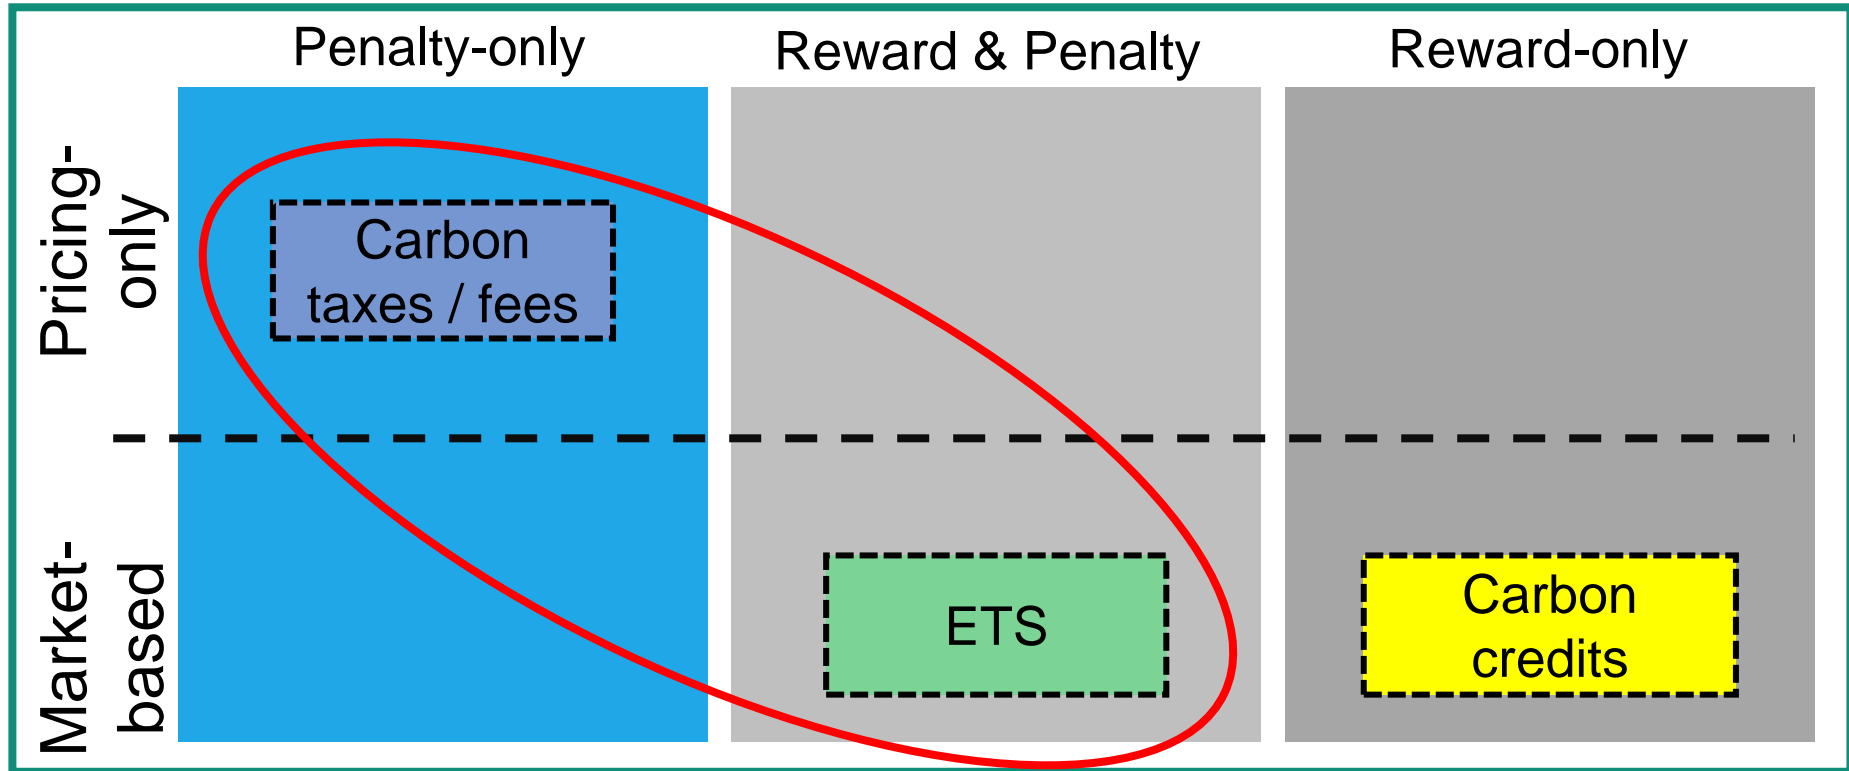 Penalty-only
Reward & Penalty
Reward-only
Pricing-
only
Carbon
taxes / fees
Market-
based
ETS
Carbon
credits